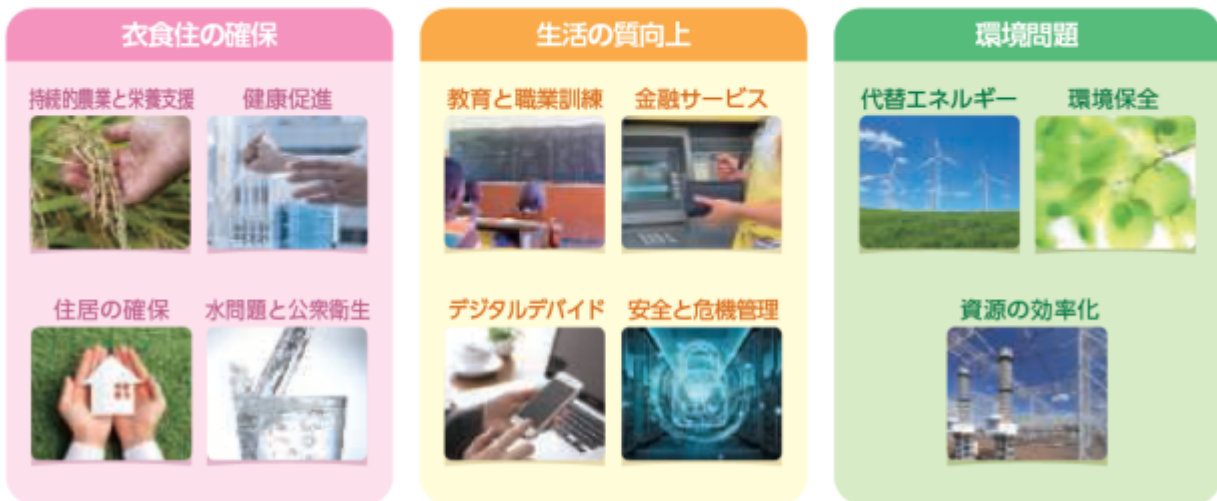 衣食住の確保
持続的農業と栄養支援
健康促進
住居の確保
水問題と公衆衛生
生活の質向上
教育と職業訓練
金融サービス
デジタルデバイド
安全と危機管理
環境問題
代替エネルギー
環境保全
資源の効率化